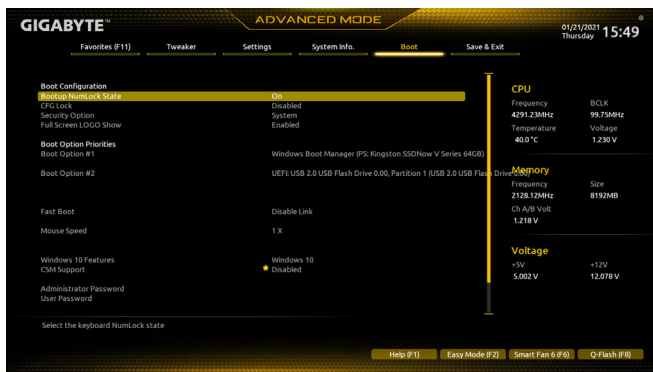 GIGABYTE™
ADVANCED MODE
01/21/2021 Thursday 15:49
Favorites (F11) Tweaker Settings System Info. Boot Save & Exit
Boot Configuration
Bootup NumLock State On
CFG Lock Disabled
Security Option System
Full Screen LOGO Show Enabled
Boot Option Priorities
Boot Option #1 Windows Boot Manager (P5: Kingston SSDNow V Series 64GB)
Boot Option #2 UEFI: USB 2.0 USB Flash Drive 0.00, Partition 1 (USB 2.0 USB Flash Drive 0.00)
Fast Boot Disable Link
Mouse Speed 1 X
Windows 10 Features Windows 10
CSM Support Disabled
Administrator Password
User Password
Select the keyboard NumLock state
CPU
Frequency BCLK
4291.23MHz 99.75MHz
Temperature Voltage
40.0 °C 1.230 V
Memory
Frequency Size
2128.12MHz 8192MB
Ch A/B Volt
1.218 V
Voltage
+5V +12V
5.002 V 12.078 V
Help (F1) Easy Mode (F2) Smart Fan 6 (F6) Q-Flash (F8)